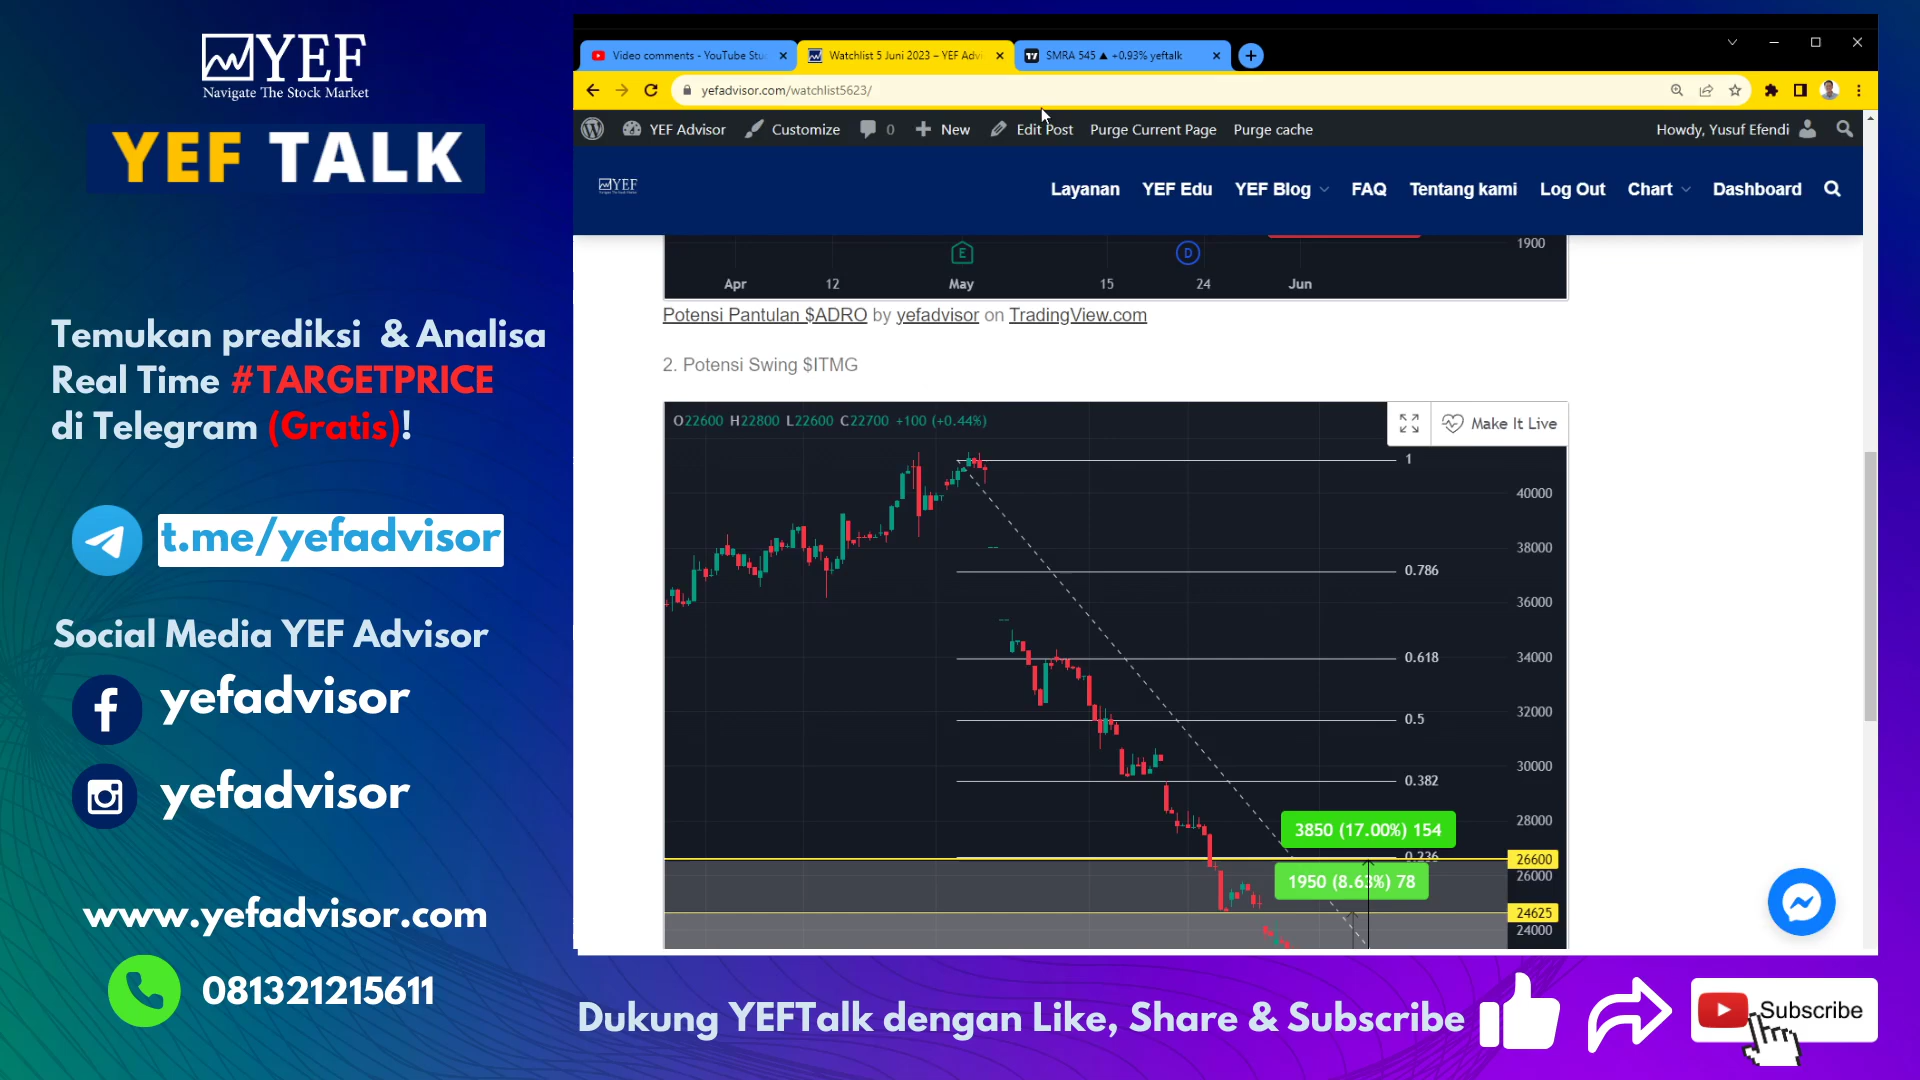 YEF
Navigate The Stock Market
YEF TALK
Temukan prediksi & Analisa
Real Time #TARGETPRICE
di Telegram (Gratis)!
t.me/yefadvisor
Social Media YEF Advisor
yefadvisor
yefadvisor
www.yefadvisor.com
081321215611
Video comments - YouTube Stu
Watchlist 5 Juni 2023 – YEF Advi
SMRA 545 ▲ +0.93% yeftalk
yefadvisor.com/watchlist5623/
YEF Advisor
Customize
0
New
Edit Post
Purge Current Page
Purge cache
Howdy, Yusuf Efendi
YEF
Layanan
YEF Edu
YEF Blog
FAQ
Tentang kami
Log Out
Chart
Dashboard
1900
E
D
Apr 12 May 15 24 Jun
Potensi Pantulan $ADRO by yefadvisor on TradingView.com
2. Potensi Swing $ITMG
O22600 H22800 L22600 C22700 +100 (+0.44%)
Make It Live
1
40000
38000
0.786
36000
0.618
34000
0.5
32000
0.382
30000
28000
3850 (17.00%) 154
0.236
26600
26000
1950 (8.63%) 78
24625
24000
Dukung YEFTalk dengan Like, Share & Subscribe
Subscribe